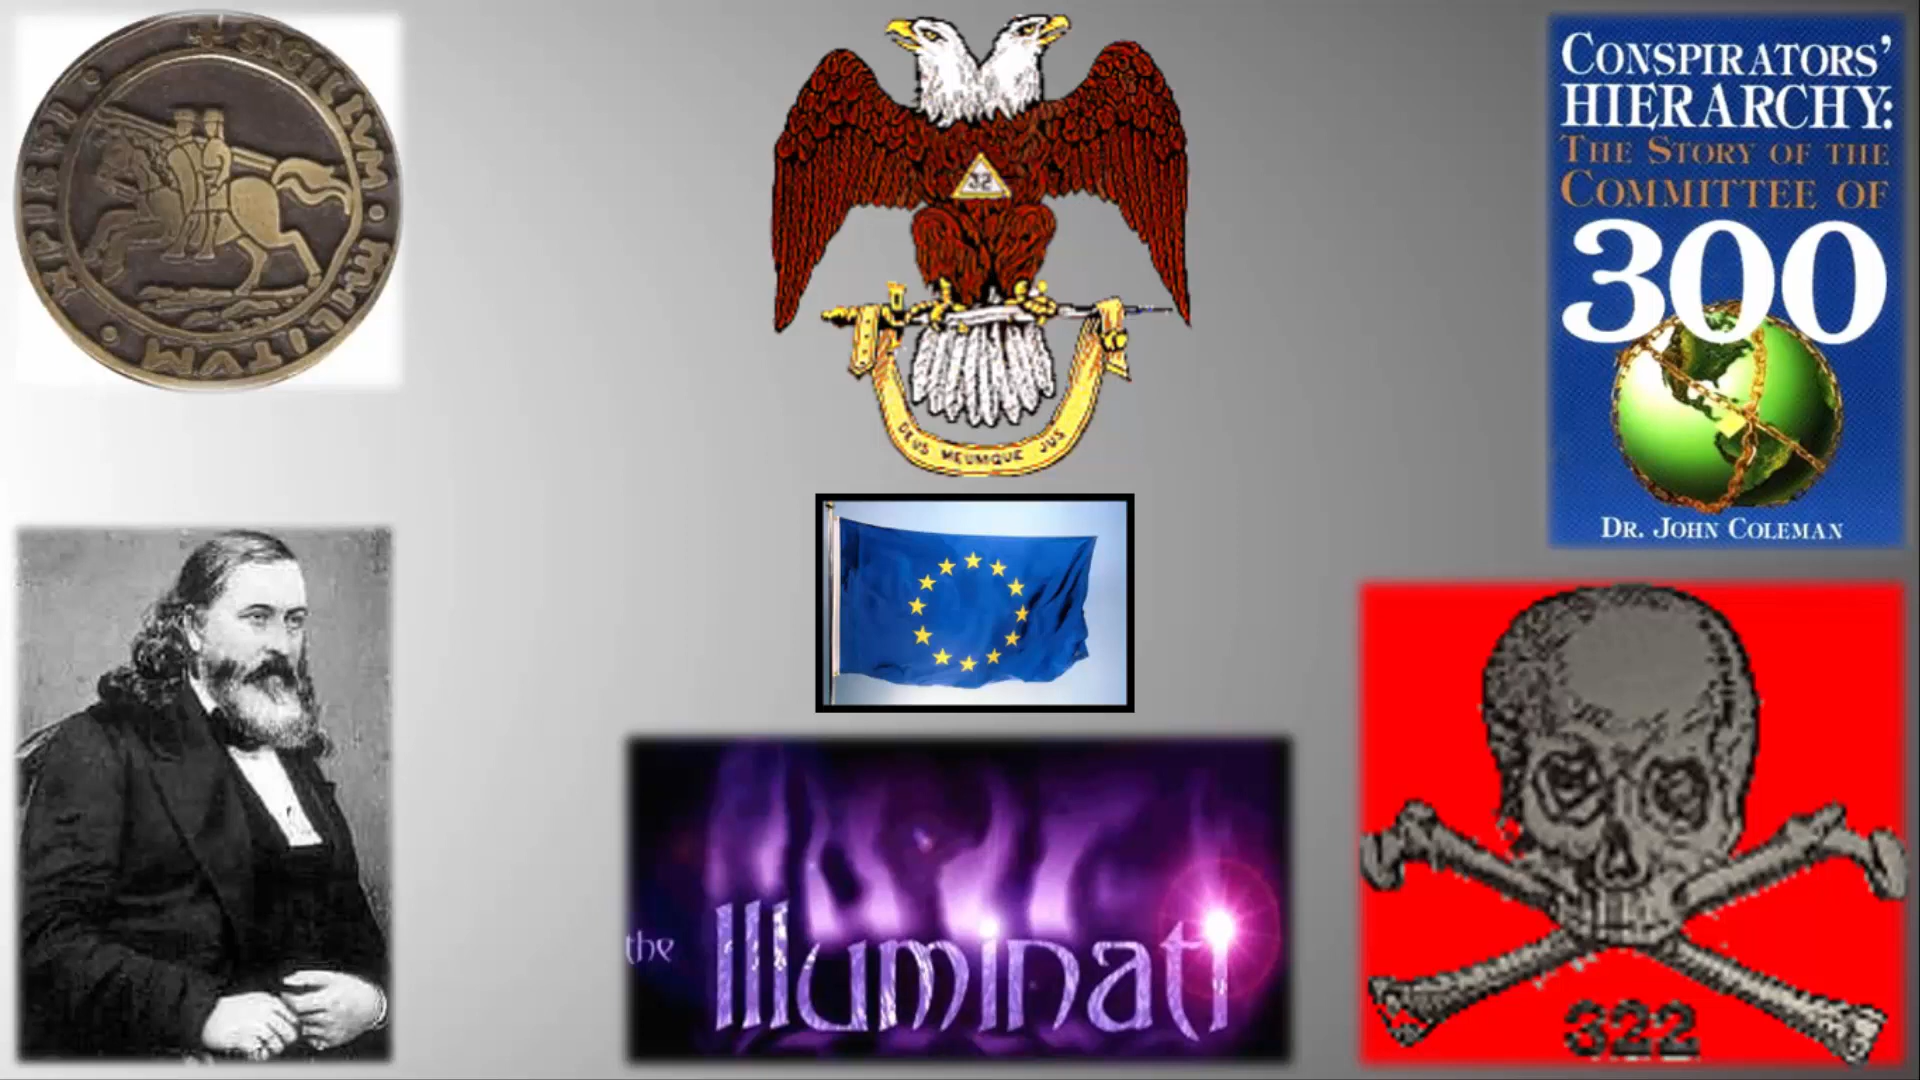 SIGILLVM · MILITVM ·
32
DEUS MEUMQUE JUS
CONSPIRATORS'
HIERARCHY:
THE STORY OF THE
COMMITTEE OF
300
DR. JOHN COLEMAN
the Illuminati
322